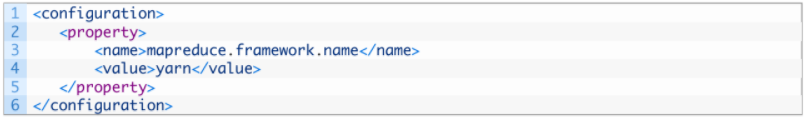 1 <configuration>
2 <property>
3 <name>mapreduce.framework.name</name>
4 <value>yarn</value>
5 </property>
6 </configuration>